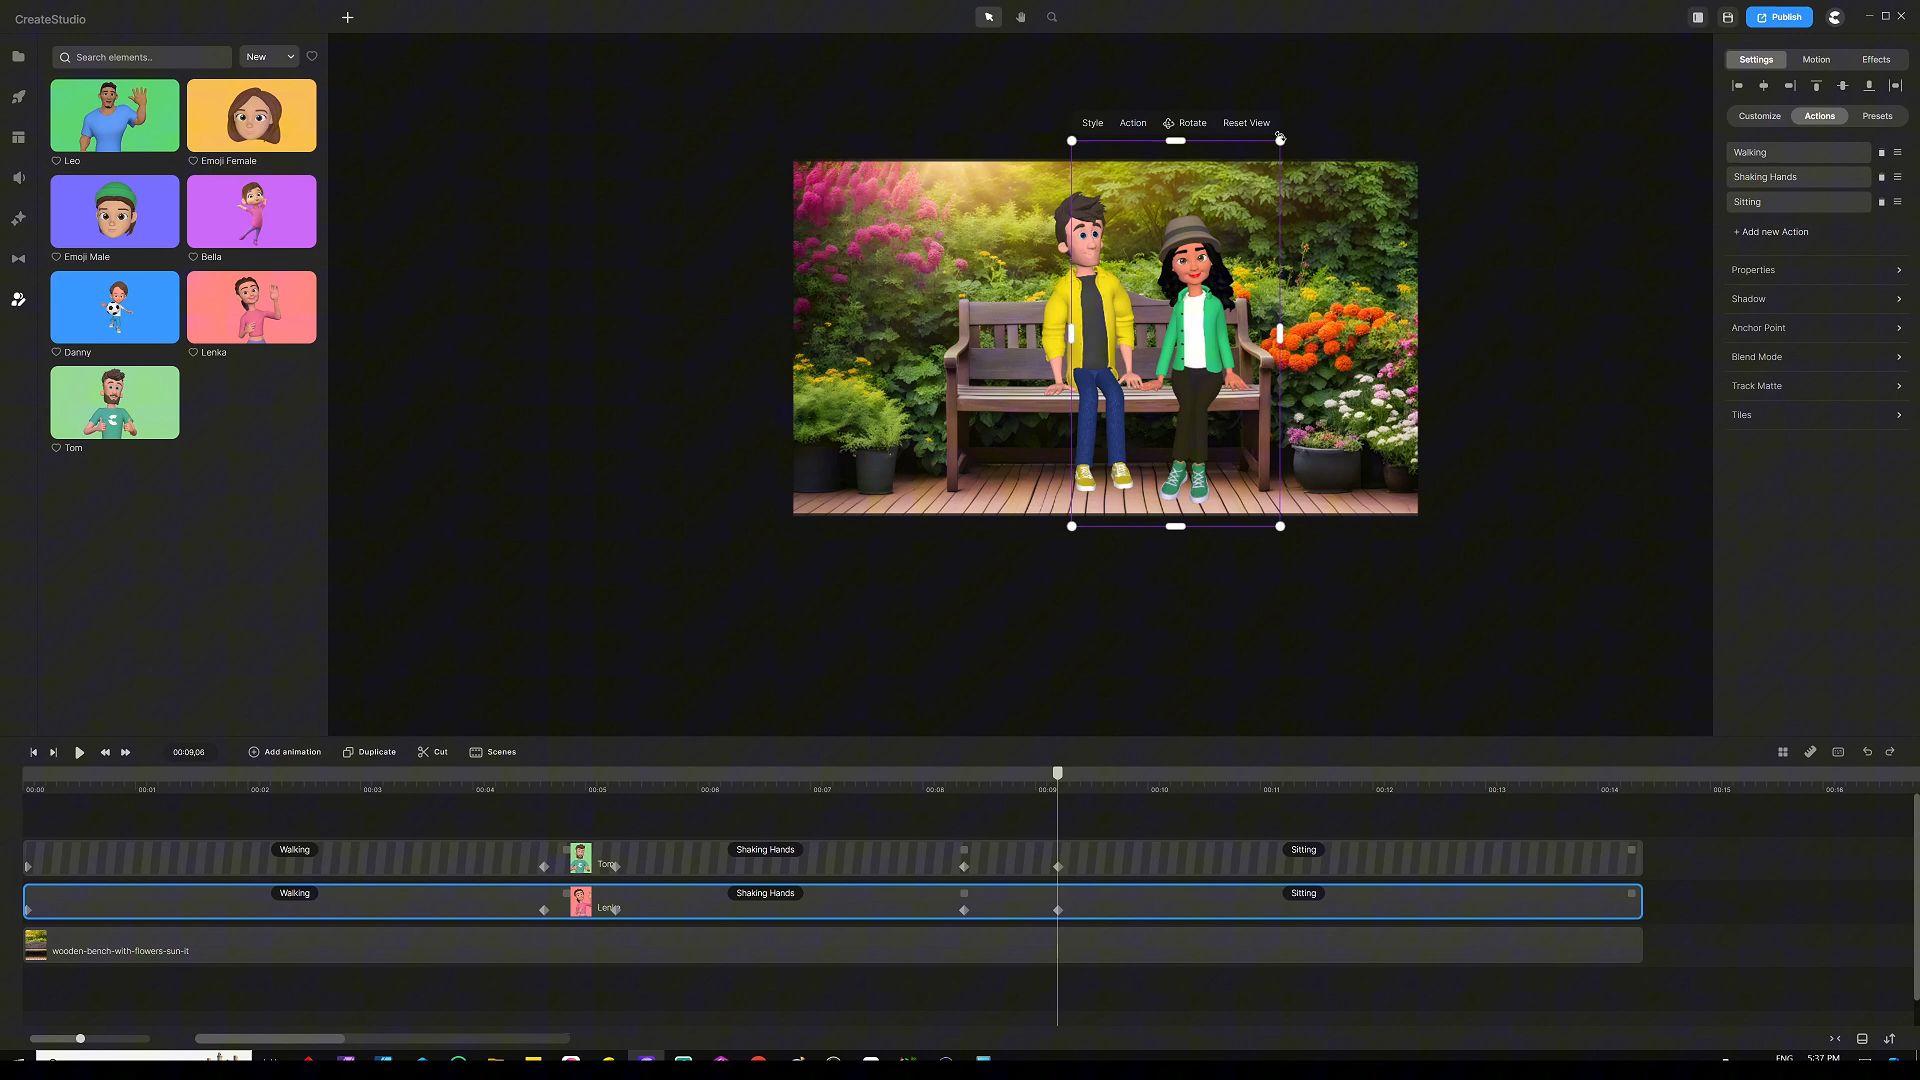 CreateStudio
Publish
Search elements..
New
Leo
Emoji Female
Emoji Male
Bella
Danny
Lenka
Tom
Style Action Rotate Reset View
Settings Motion Effects
Customize Actions Presets
Walking
Shaking Hands
Sitting
+ Add new Action
Properties
Shadow
Anchor Point
Blend Mode
Track Matte
Tiles
00:09,06 Add animation Duplicate Cut Scenes
00:00 00:01 00:02 00:03 00:04 00:05 00:06 00:07 00:08 00:09 00:10 00:11 00:12 00:13 00:14 00:15 00:16
Walking Shaking Hands Sitting
Tom
Walking Shaking Hands Sitting
Lenka
wooden-bench-with-flowers-sun-it
ENG 5:37 PM